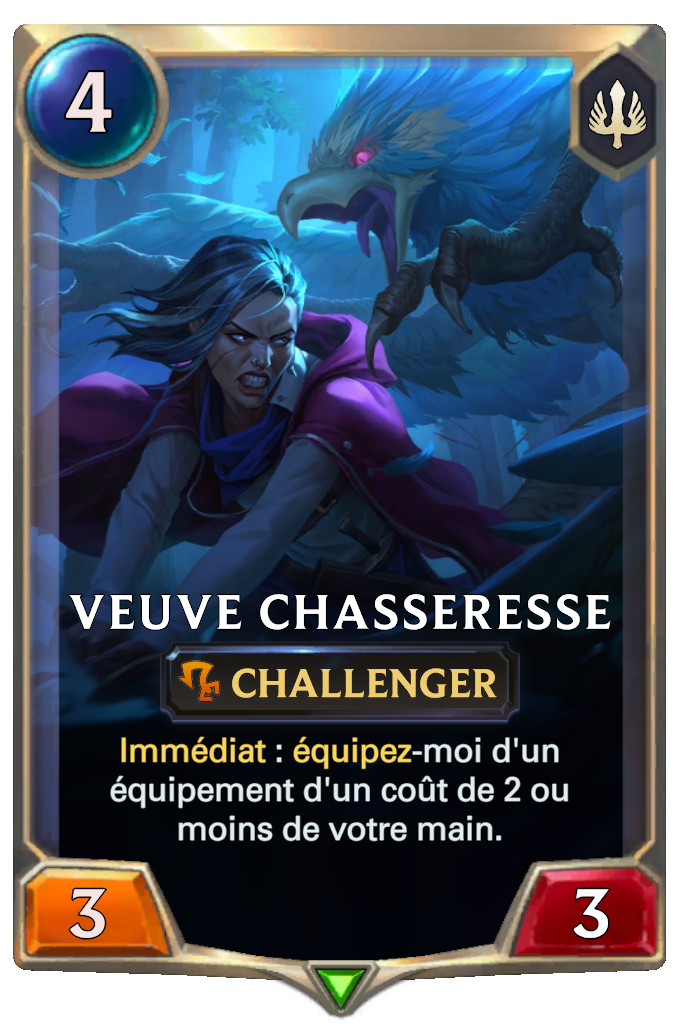 4
VEUVE CHASSERESSE
CHALLENGER
Immédiat : équipez-moi d'un
équipement d'un coût de 2 ou
moins de votre main.
3
3